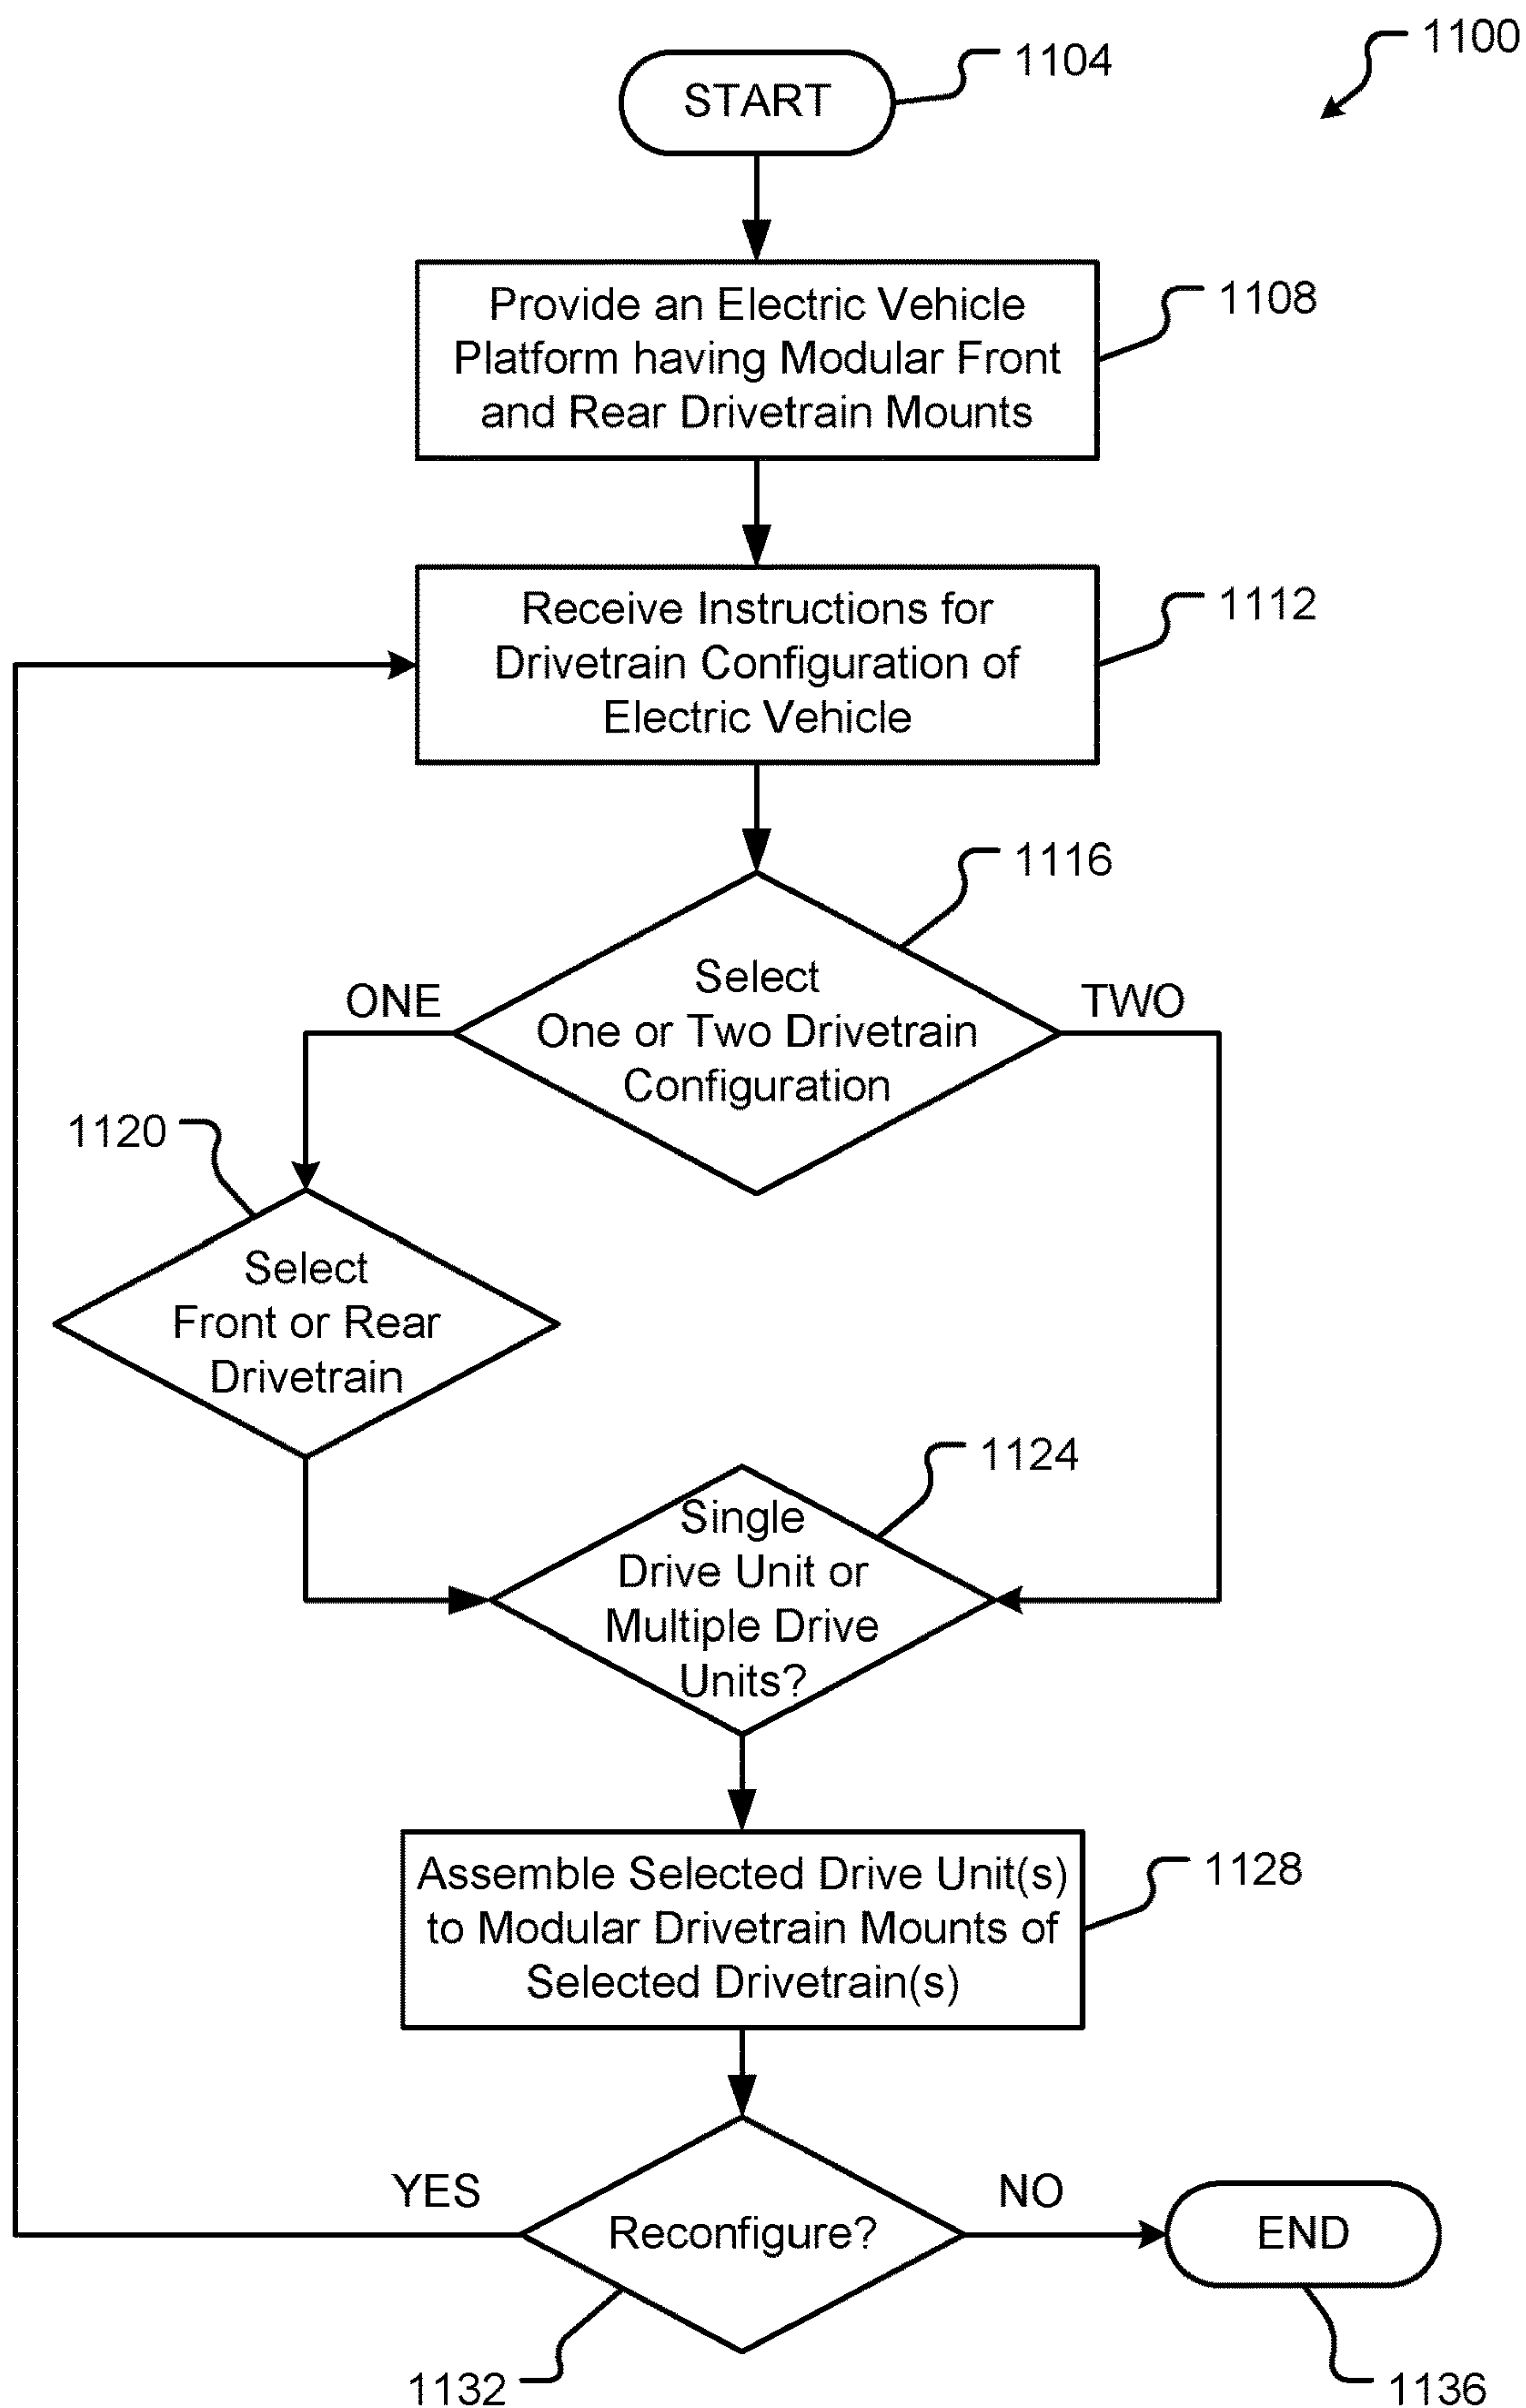 1100
START
1104
Provide an Electric Vehicle
Platform having Modular Front
and Rear Drivetrain Mounts
1108
Receive Instructions for
Drivetrain Configuration of
Electric Vehicle
1112
1116
ONE
Select
One or Two Drivetrain
Configuration
TWO
1120
Select
Front or Rear
Drivetrain
1124
Single
Drive Unit or
Multiple Drive
Units?
Assemble Selected Drive Unit(s)
to Modular Drivetrain Mounts of
Selected Drivetrain(s)
1128
YES
Reconfigure?
NO
END
1132
1136